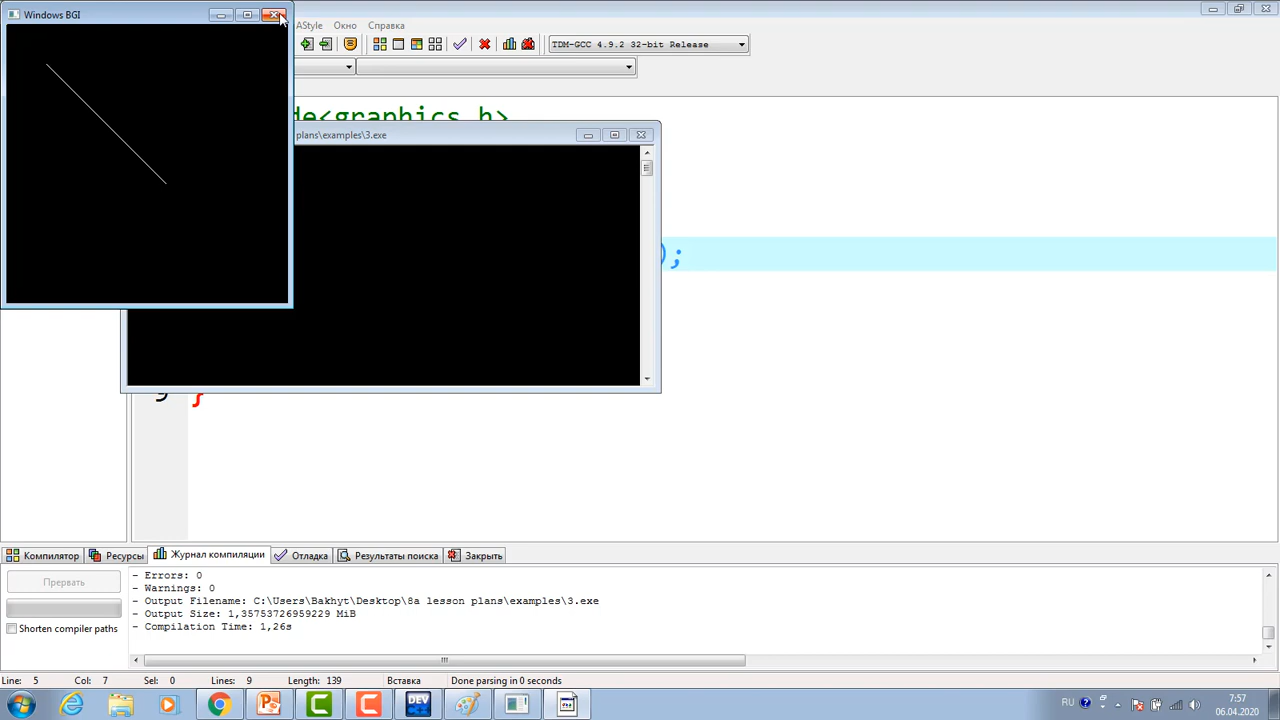 Windows BGI
AStyle Окно Справка
TDM-GCC 4.9.2 32-bit Release
de<graphics.h>
plans\examples\3.exe
);
9 }
Компилятор Ресурсы Журнал компиляции Отладка Результаты поиска Закрыть
Прервать
Shorten compiler paths
- Errors: 0
- Warnings: 0
- Output Filename: C:\Users\Bakhyt\Desktop\8a lesson plans\examples\3.exe
- Output Size: 1,35753726959229 MiB
- Compilation Time: 1,26s
Line: 5 Col: 7 Sel: 0 Lines: 9 Length: 139 Вставка Done parsing in 0 seconds
DEV
RU 7:57
06.04.2020